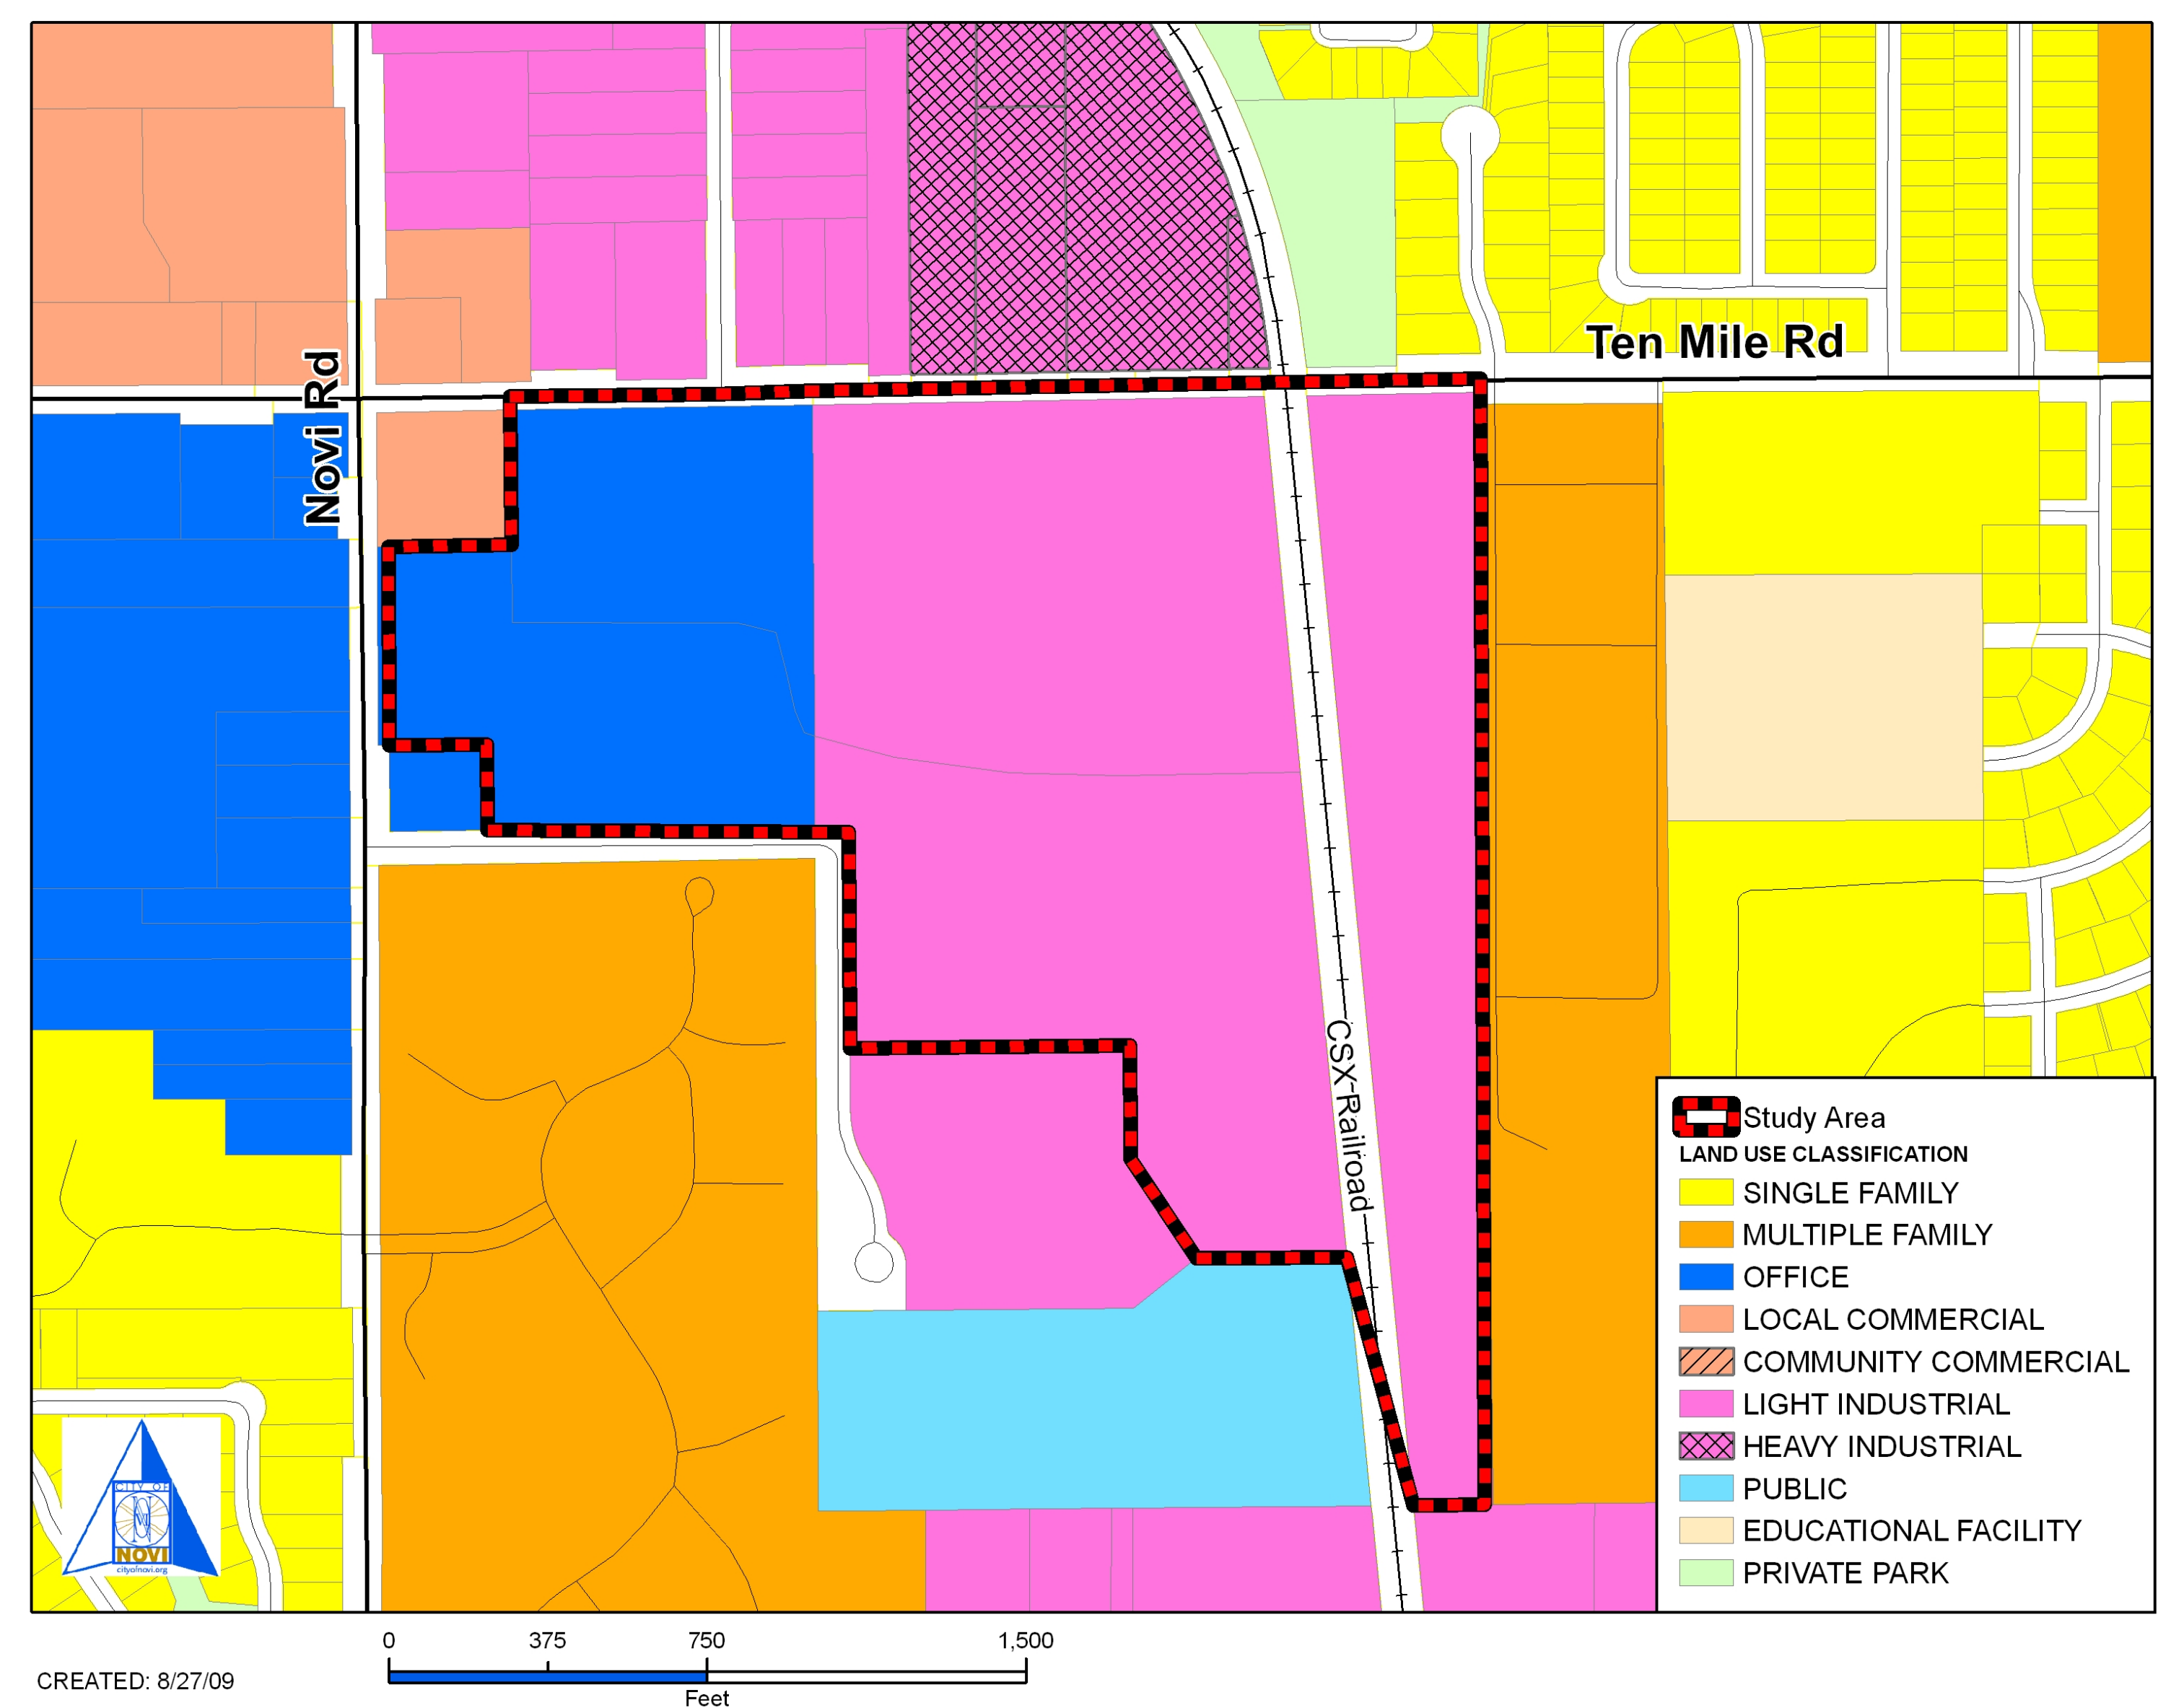 Ten Mile Rd
Novi Rd
CSX Railroad
Study Area
LAND USE CLASSIFICATION
SINGLE FAMILY
MULTIPLE FAMILY
OFFICE
LOCAL COMMERCIAL
COMMUNITY COMMERCIAL
LIGHT INDUSTRIAL
HEAVY INDUSTRIAL
PUBLIC
EDUCATIONAL FACILITY
PRIVATE PARK
CITY OF
NOVI
cityofnovi.org
0 375 750 1,500
Feet
CREATED: 8/27/09